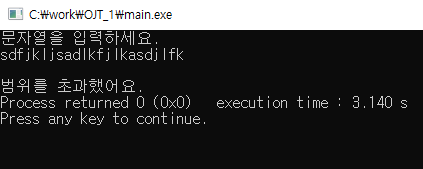 C:\work\OJT_1\main.exe
문자열을 입력하세요.
sdfjkljsadlkfjlkasdjlfk
범위를 초과했어요.
Process returned 0 (0x0)   execution time : 3.140 s
Press any key to continue.